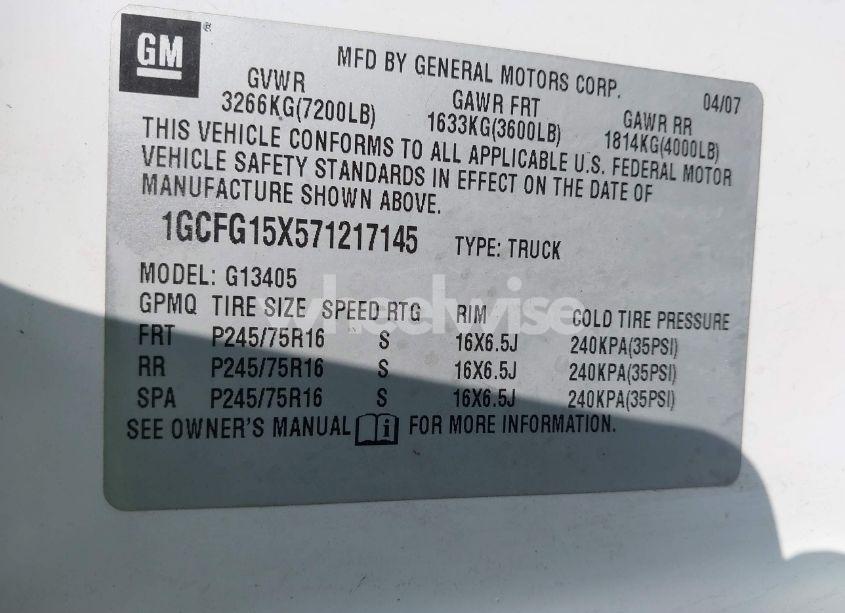 GM ®
MFD BY GENERAL MOTORS CORP.
04/07
GVWR GAWR FRT GAWR RR
3266KG(7200LB) 1633KG(3600LB) 1814KG(4000LB)
THIS VEHICLE CONFORMS TO ALL APPLICABLE U.S. FEDERAL MOTOR
VEHICLE SAFETY STANDARDS IN EFFECT ON THE DATE OF
MANUFACTURE SHOWN ABOVE.
1GCFG15X571217145 TYPE: TRUCK
MODEL: G13405
wheelwise
GPMQ TIRE SIZE SPEED RTG RIM COLD TIRE PRESSURE
FRT P245/75R16 S 16X6.5J 240KPA(35PSI)
RR P245/75R16 S 16X6.5J 240KPA(35PSI)
SPA P245/75R16 S 16X6.5J 240KPA(35PSI)
SEE OWNER'S MANUAL i FOR MORE INFORMATION.